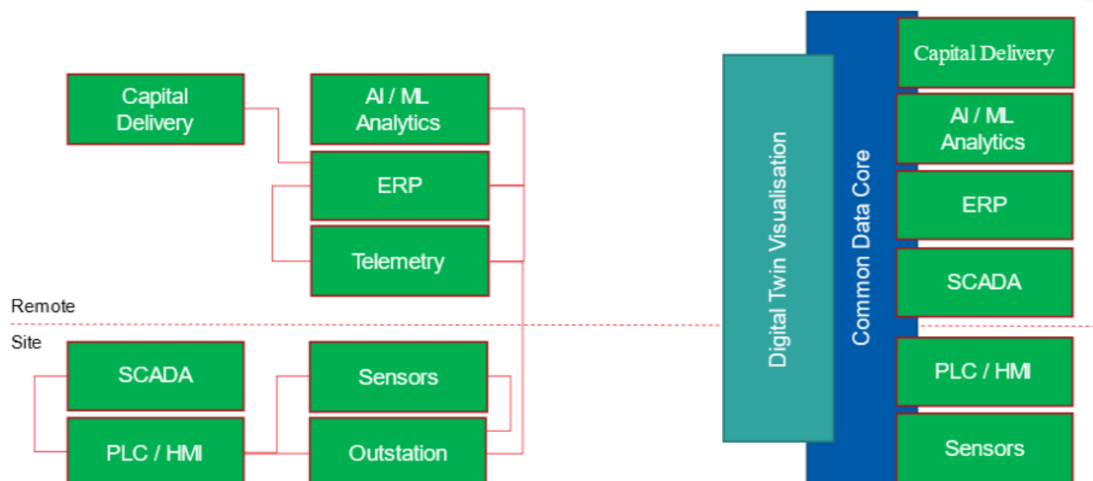 Capital
Delivery
AI / ML
Analytics
ERP
Telemetry
Remote
Site
SCADA
Sensors
PLC / HMI
Outstation
Digital Twin Visualisation
Common Data Core
Capital Delivery
AI / ML
Analytics
ERP
SCADA
PLC / HMI
Sensors